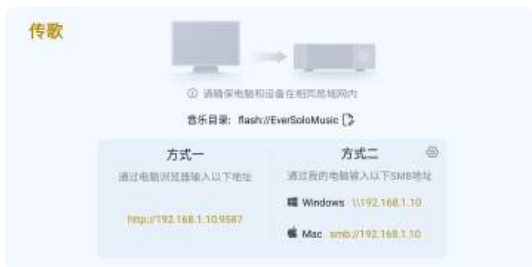 传歌
请确保电脑和设备在相同局域网内
音乐目录: flash://EverSoloMusic
方式一
通过电脑浏览器输入以下地址
http://192.168.1.10:9587
方式二
通过我的电脑输入以下SMB地址
Windows \\192.168.1.10
Mac smb://192.168.1.10